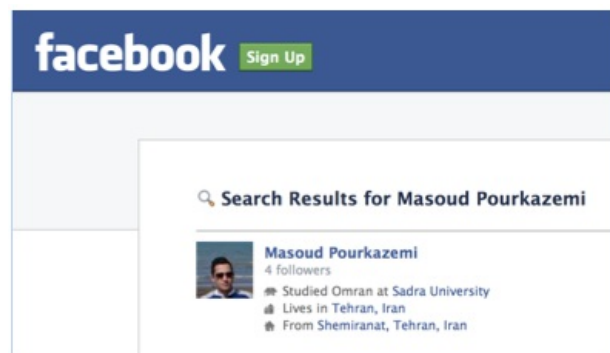 facebook Sign Up
Search Results for Masoud Pourkazemi
Masoud Pourkazemi
4 followers
Studied Omran at Sadra University
Lives in Tehran, Iran
From Shemiranat, Tehran, Iran